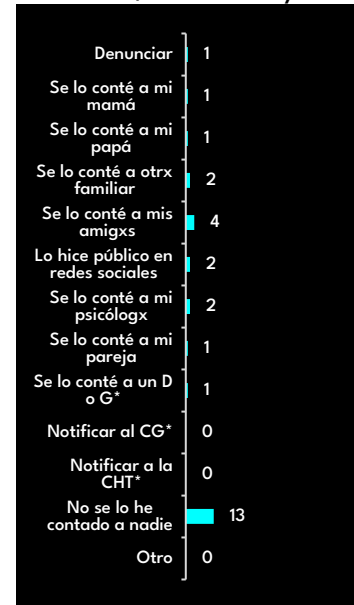 Denunciar 1
Se lo conté a mi
mamá 1
Se lo conté a mi
papá 1
Se lo conté a otrx
familiar 2
Se lo conté a mis
amigxs 4
Lo hice público en
redes sociales 2
Se lo conté a mi
psicólogx 2
Se lo conté a mi
pareja 1
Se lo conté a un D
o G* 1
Notificar al CG* 0
Notificar a la
CHT* 0
No se lo he
contado a nadie 13
Otro 0